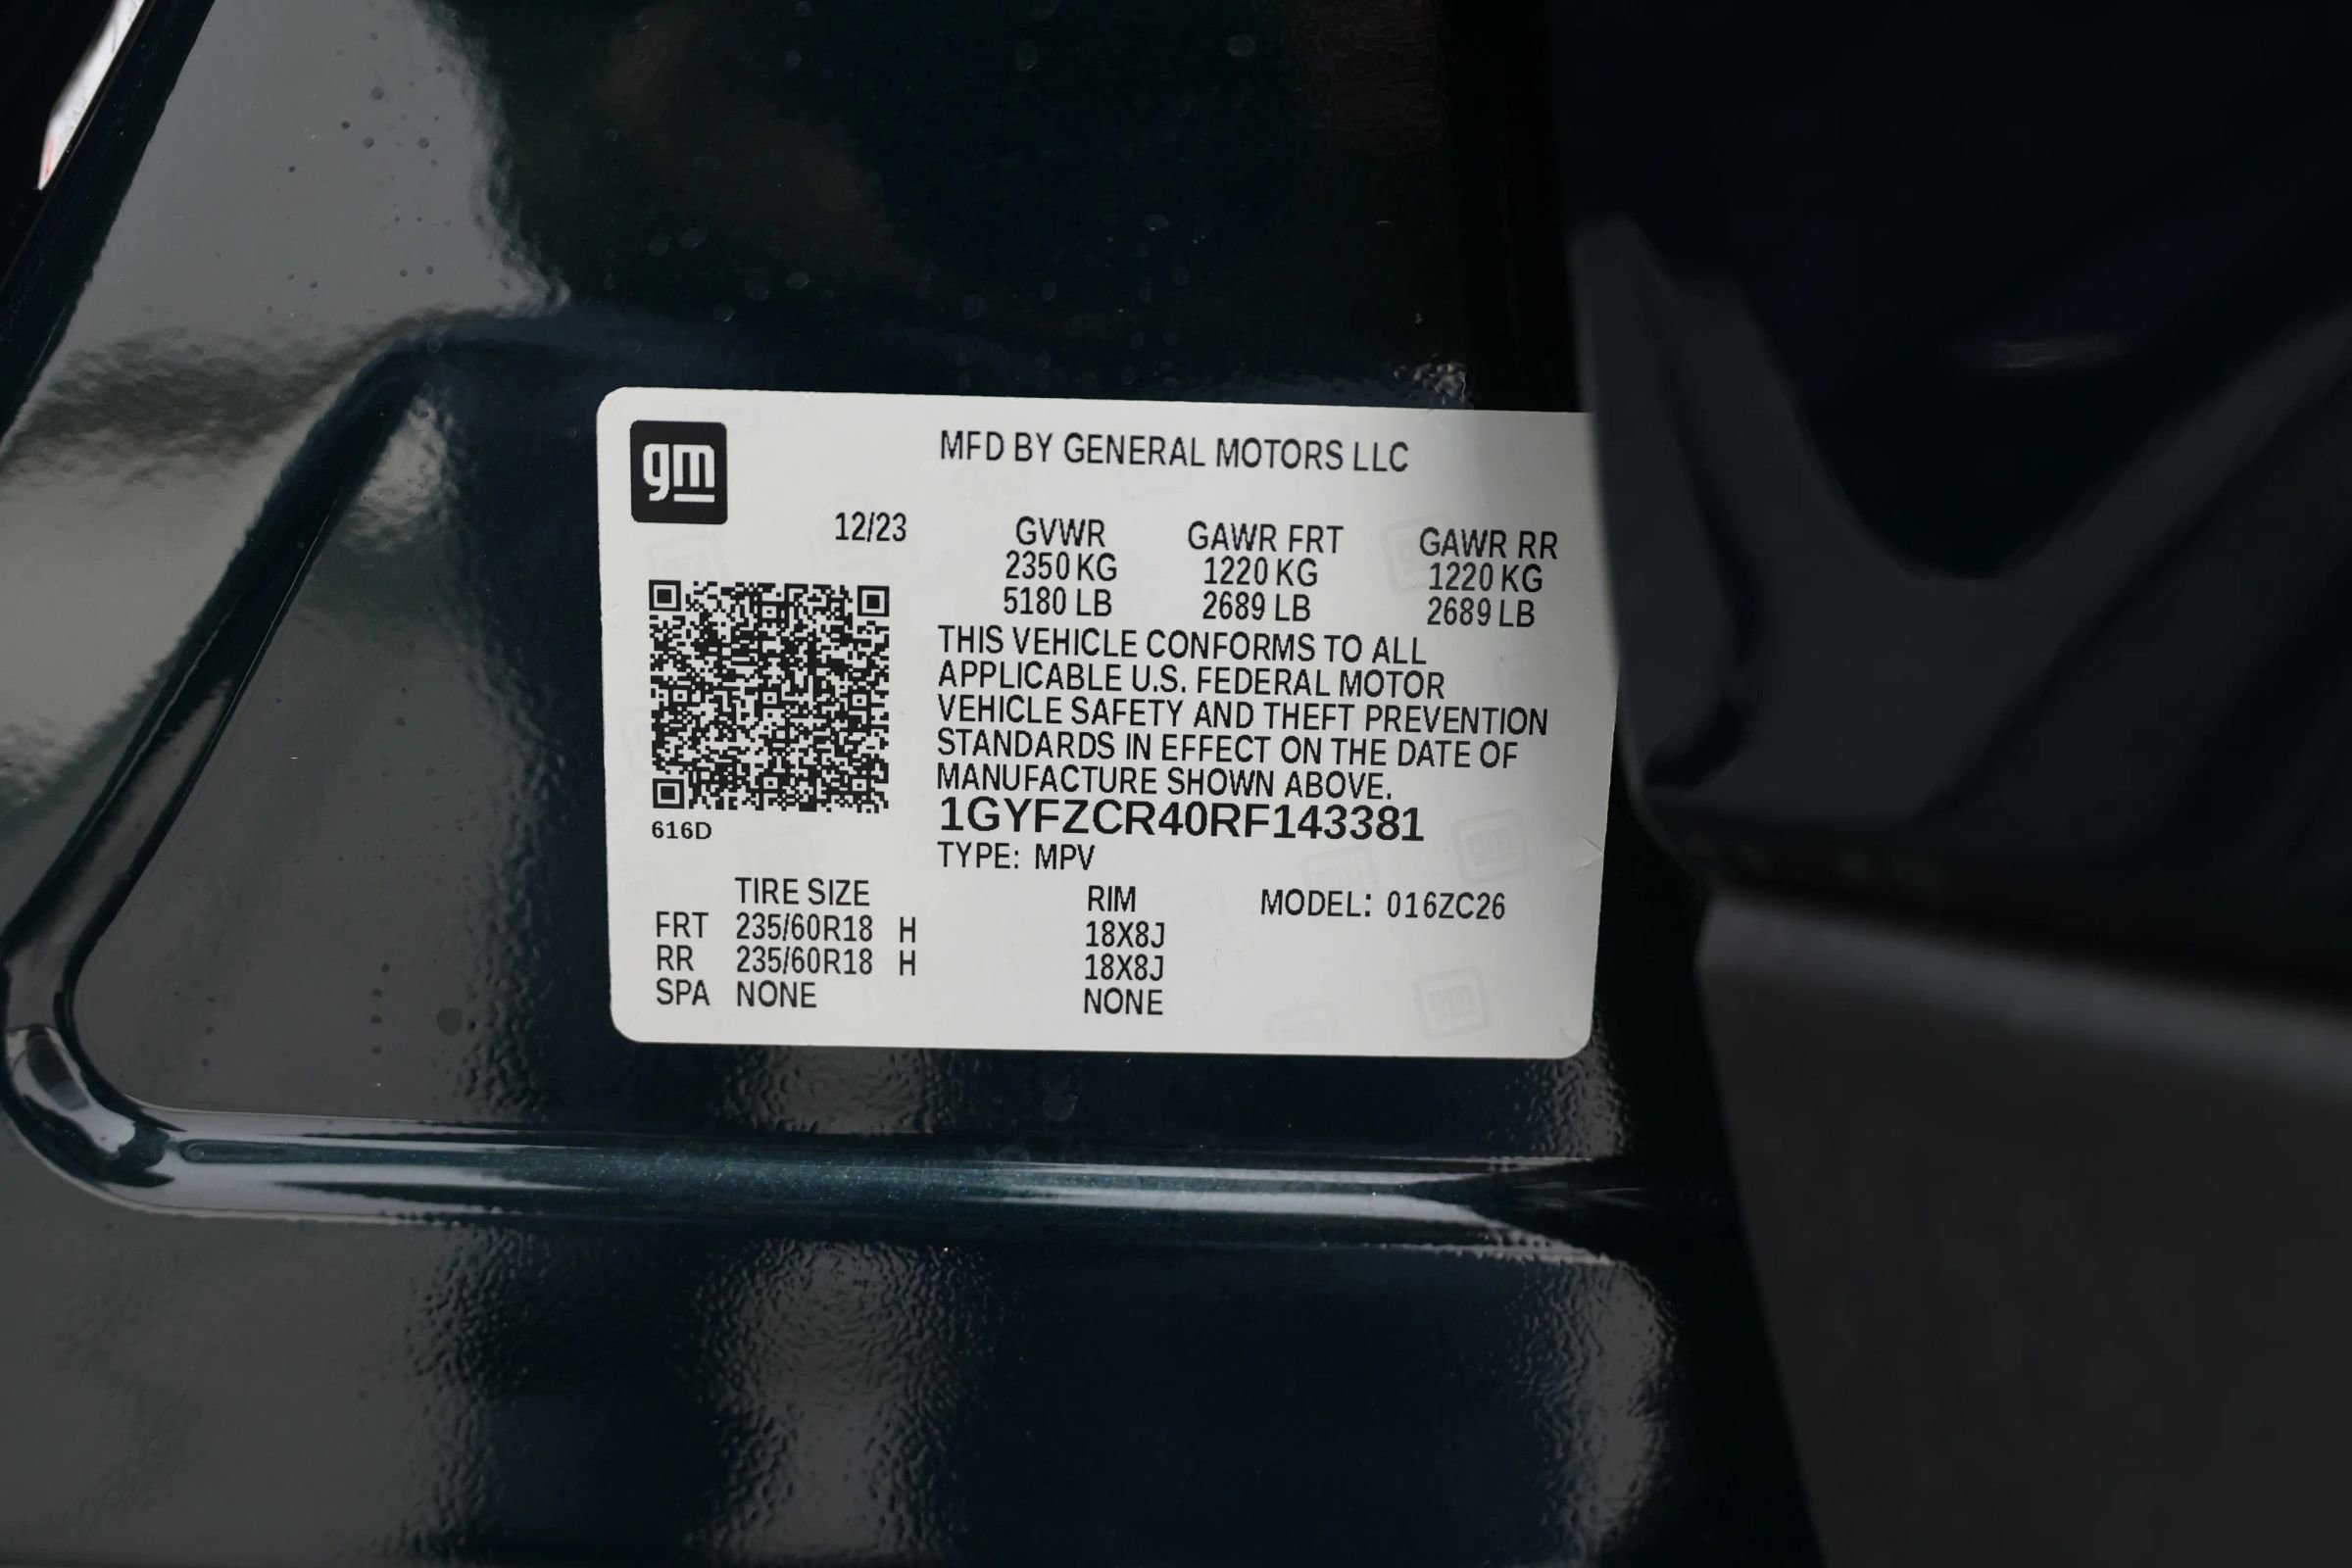 gm
MFD BY GENERAL MOTORS LLC
12/23 GVWR GAWR FRT GAWR RR
2350 KG 1220 KG 1220 KG
5180 LB 2689 LB 2689 LB
THIS VEHICLE CONFORMS TO ALL
APPLICABLE U.S. FEDERAL MOTOR
VEHICLE SAFETY AND THEFT PREVENTION
STANDARDS IN EFFECT ON THE DATE OF
MANUFACTURE SHOWN ABOVE.
1GYFZCR40RF143381
616D
TYPE: MPV
TIRE SIZE RIM MODEL: 016ZC26
FRT 235/60R18 H 18X8J
RR 235/60R18 H 18X8J
SPA NONE NONE